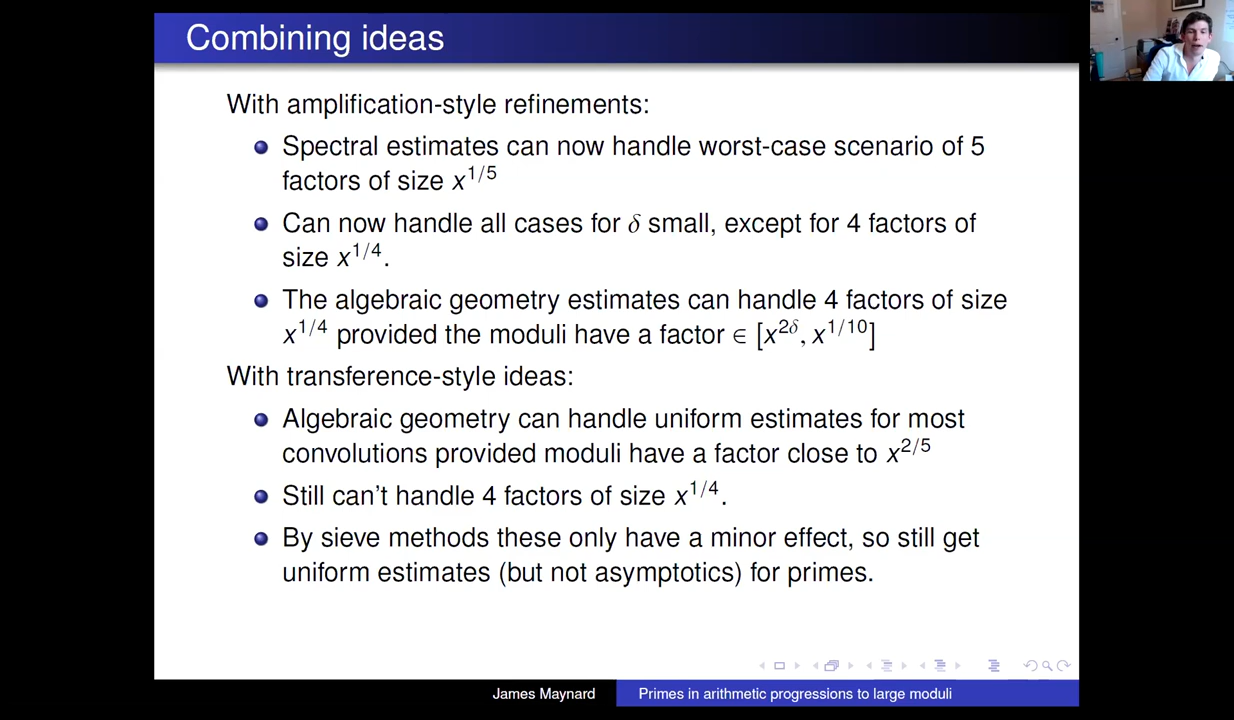 Combining ideas
With amplification-style refinements:
Spectral estimates can now handle worst-case scenario of 5
factors of size x^{1/5}
Can now handle all cases for δ small, except for 4 factors of
size x^{1/4}.
The algebraic geometry estimates can handle 4 factors of size
x^{1/4} provided the moduli have a factor ∈ [x^{2δ}, x^{1/10}]
With transference-style ideas:
Algebraic geometry can handle uniform estimates for most
convolutions provided moduli have a factor close to x^{2/5}
Still can't handle 4 factors of size x^{1/4}.
By sieve methods these only have a minor effect, so still get
uniform estimates (but not asymptotics) for primes.
James Maynard
Primes in arithmetic progressions to large moduli